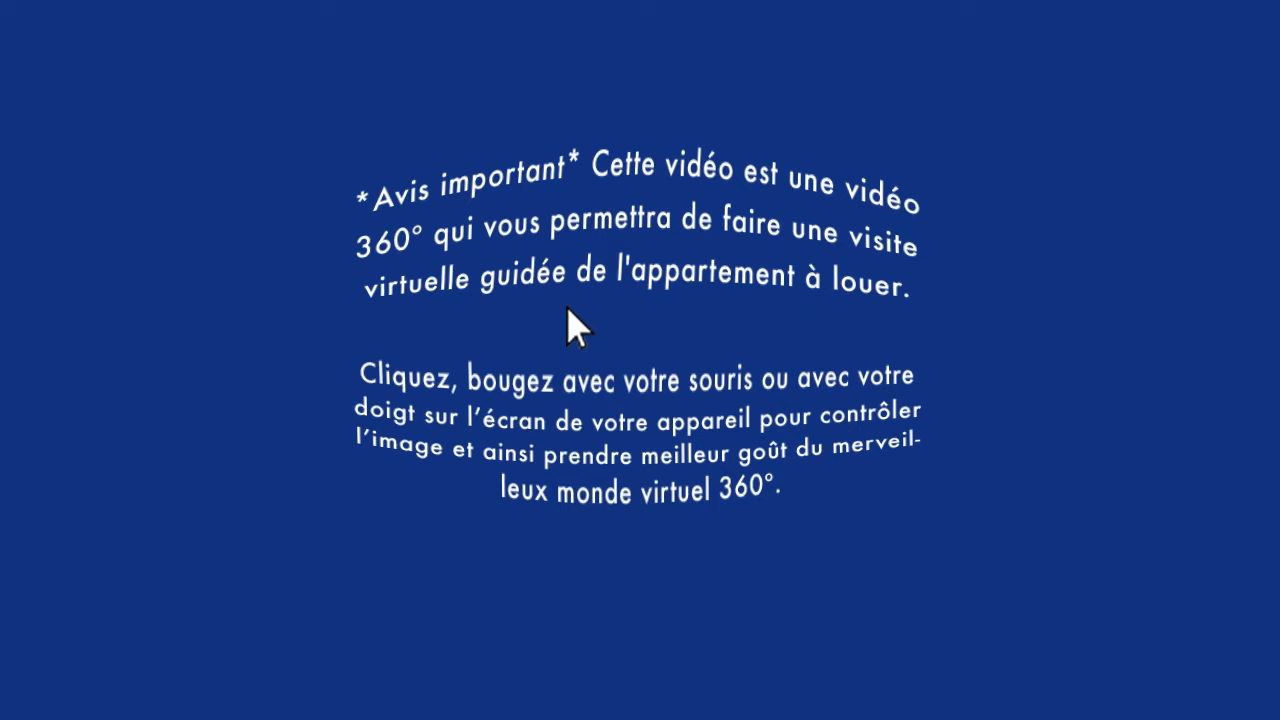 *Avis important* Cette vidéo est une vidéo
360° qui vous permettra de faire une visite
virtuelle guidée de l'appartement à louer.
Cliquez, bougez avec votre souris ou avec votre
doigt sur l’écran de votre appareil pour contrôler
l’image et ainsi prendre meilleur goût du merveil-
leux monde virtuel 360°.